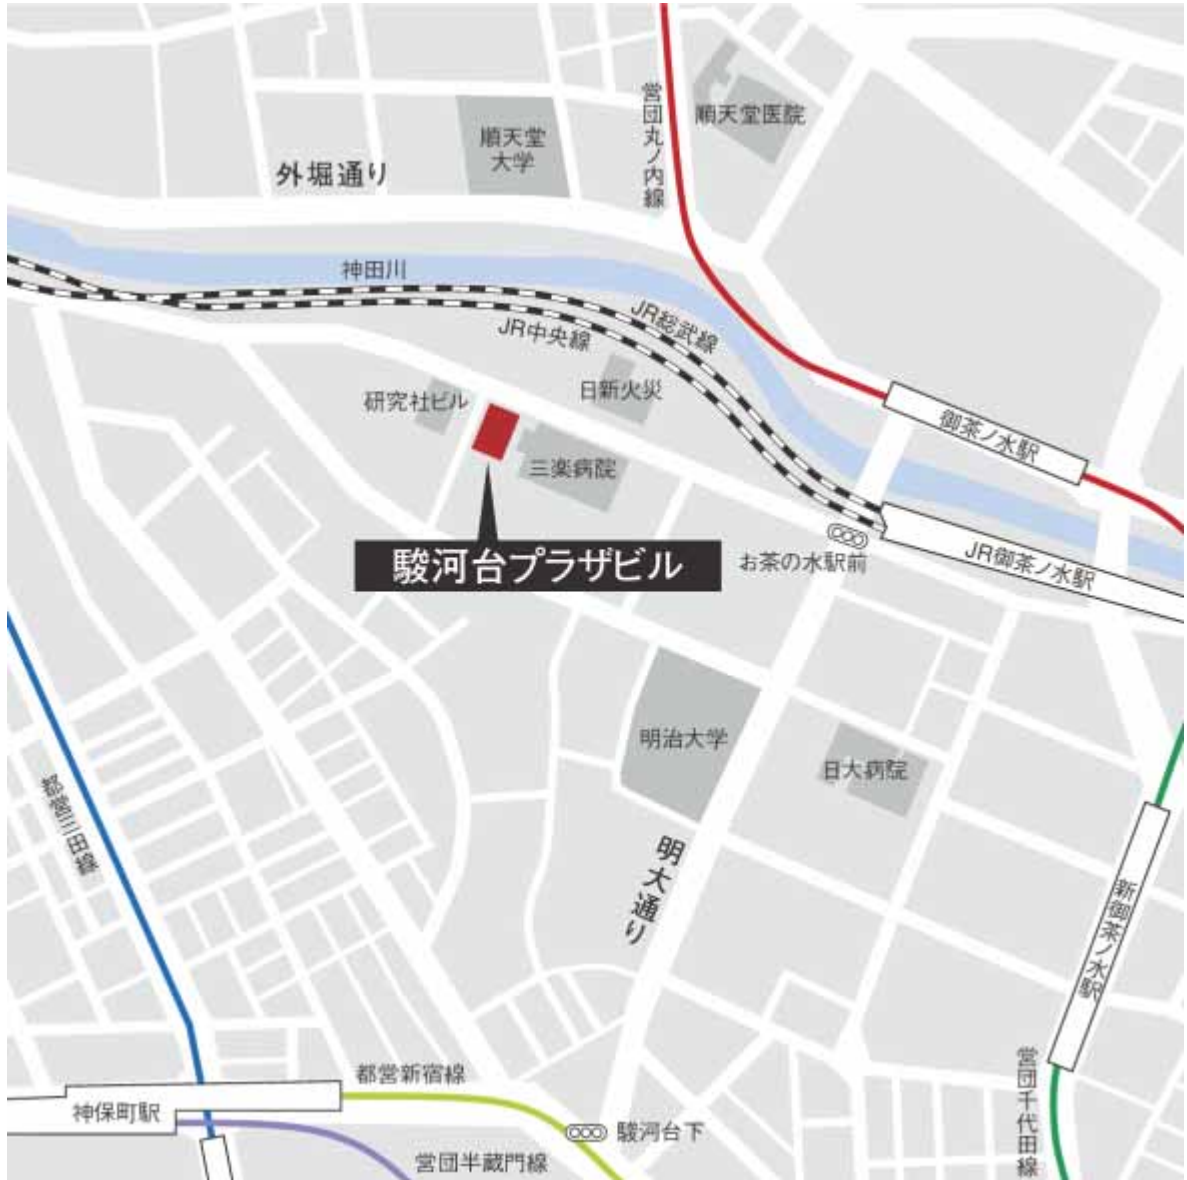 営団丸ノ内線
順天堂医院
順天堂
大学
外堀通り
神田川
JR総武線
JR中央線
日新火災
研究社ビル
御茶ノ水駅
三楽病院
駿河台プラザビル
お茶の水駅前
JR御茶ノ水駅
明治大学
日大病院
都営三田線
明大通り
新御茶ノ水駅
営団千代田線
都営新宿線
神保町駅
駿河台下
営団半蔵門線